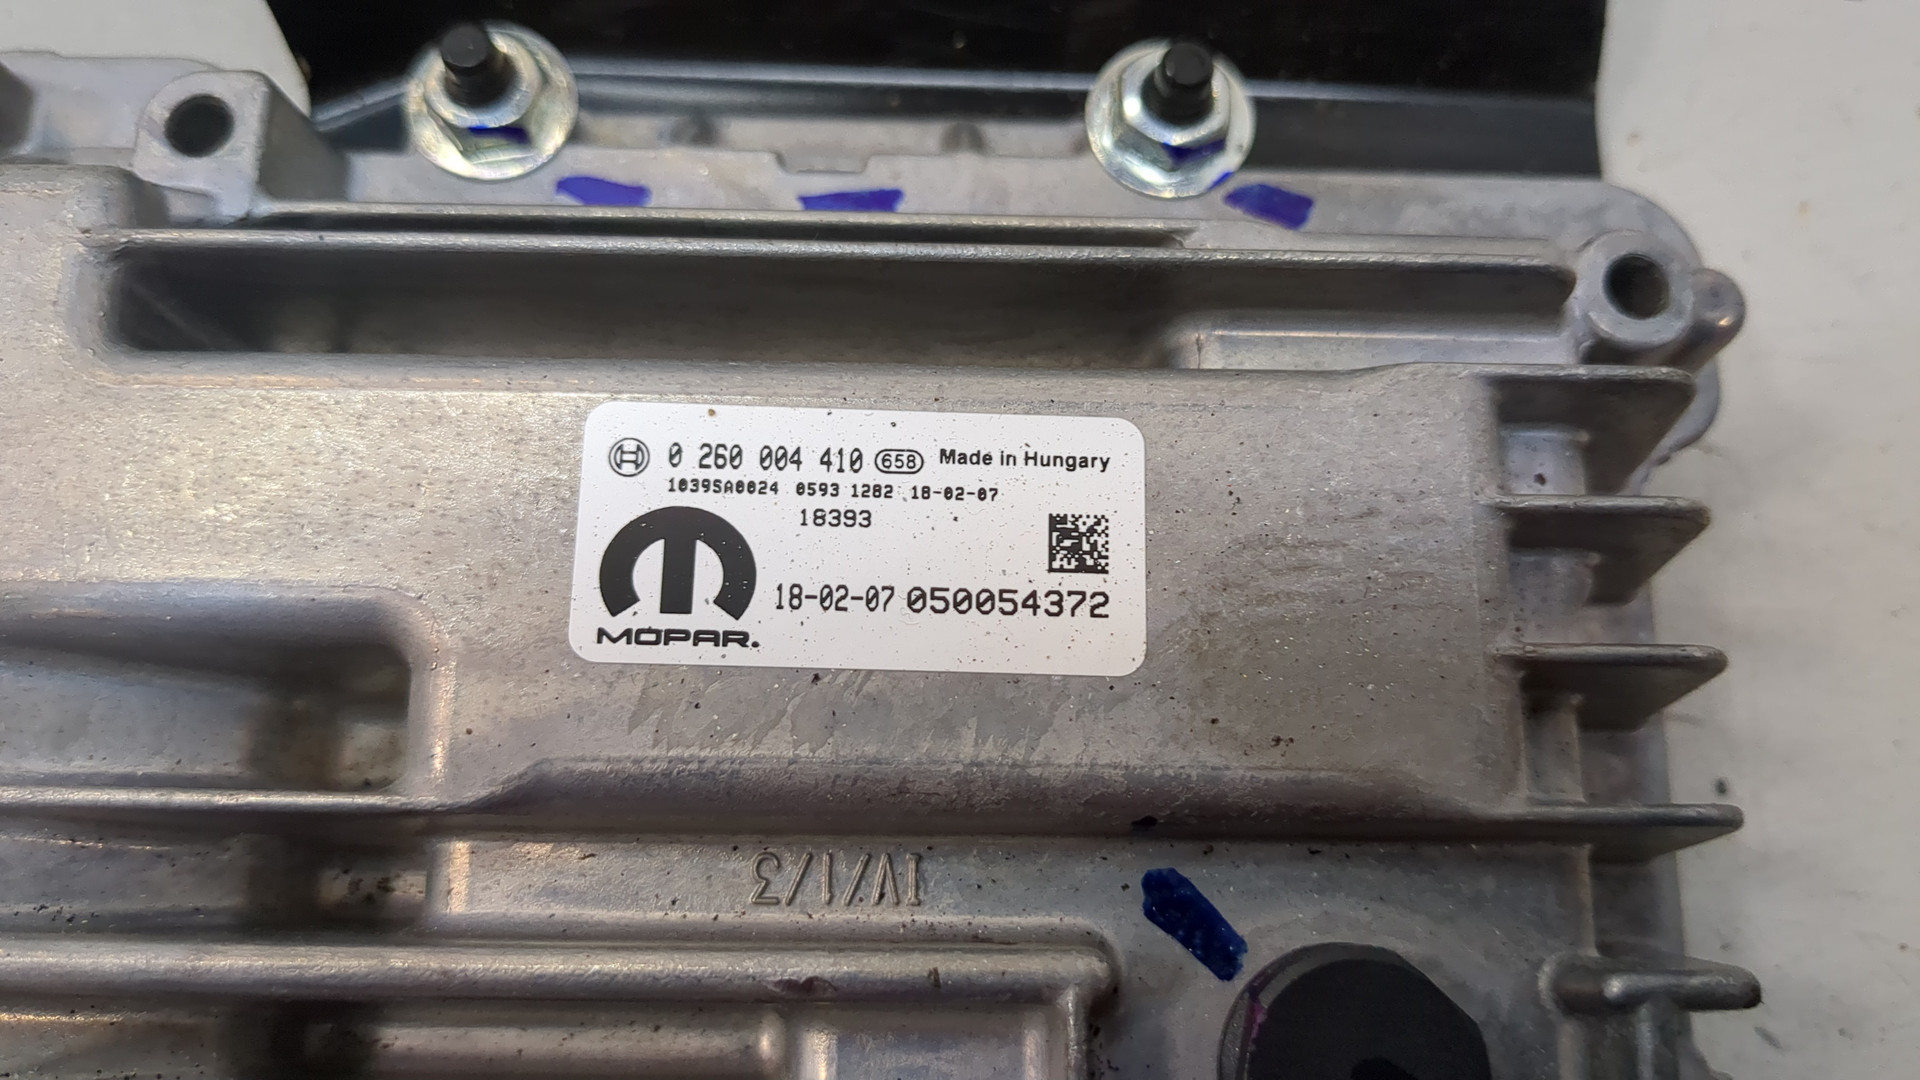 0 260 004 410 658 Made in Hungary
1039SA0024 0593 1282 18-02-07
18393
18-02-07 050054372
MOPAR.
IV/1/3